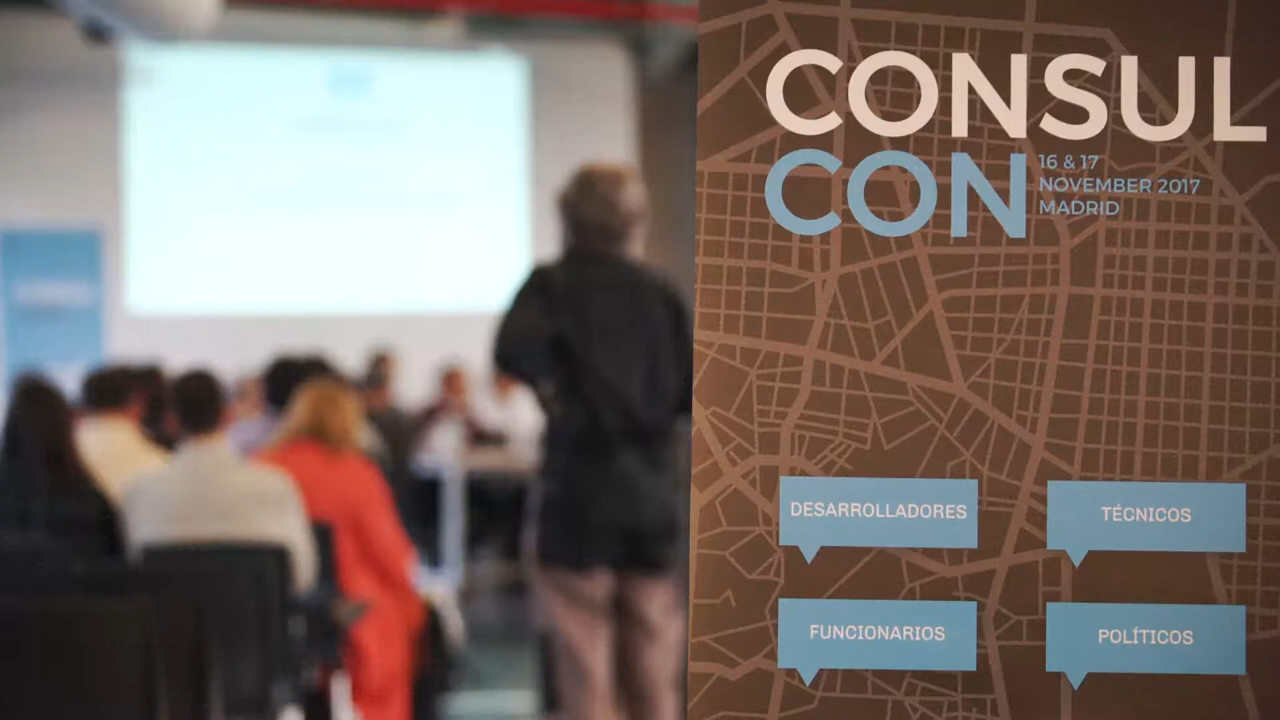 CONSUL
CON
16 & 17
NOVEMBER 2017
MADRID
DESARROLLADORES
TÉCNICOS
FUNCIONARIOS
POLÍTICOS